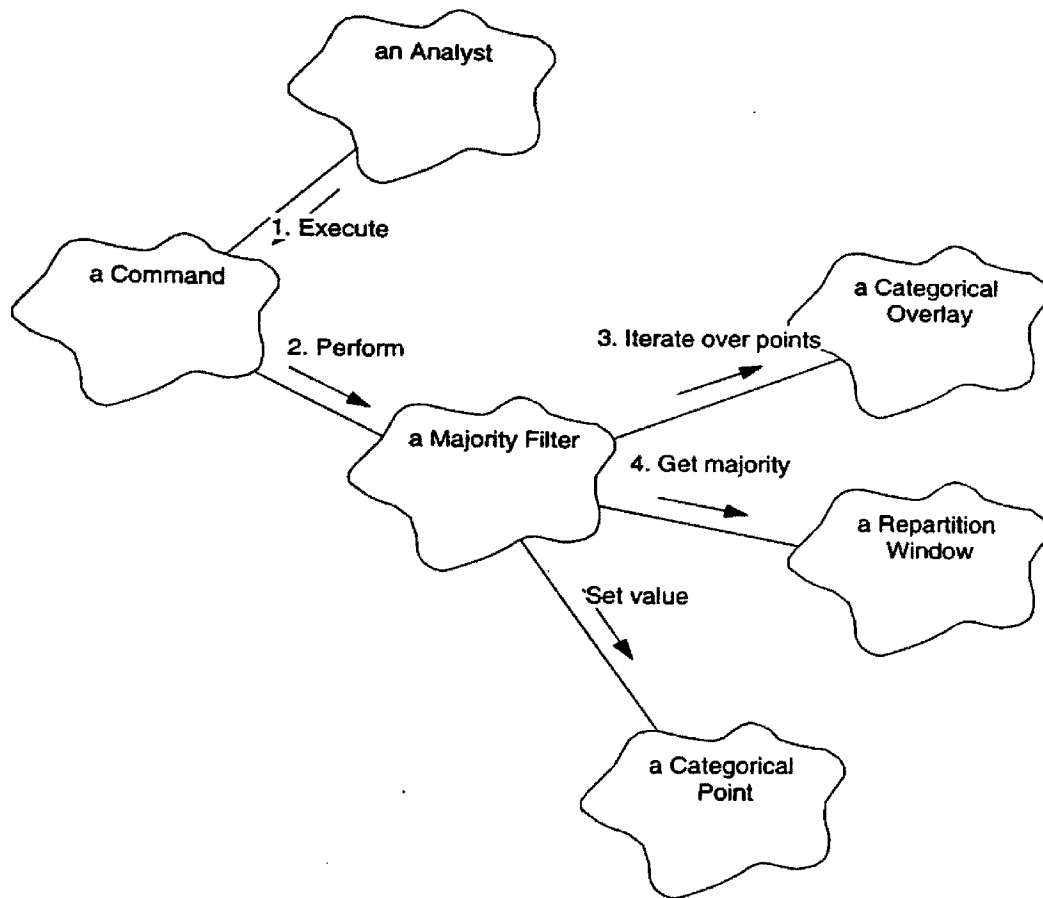 an Analyst
1. Execute
a Command
a Categorical
Overlay
2. Perform
3. Iterate over points
a Majority Filter
4. Get majority
a Repartition
Window
Set value
a Categorical
Point